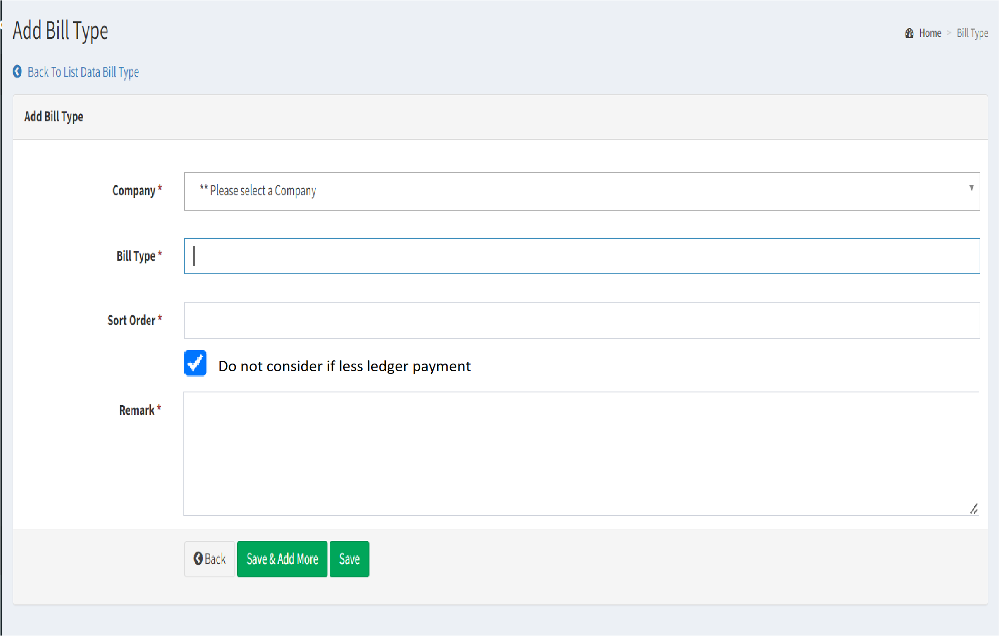 Add Bill Type
Home > Bill Type
Back To List Data Bill Type
Add Bill Type
Company *
** Please select a Company
Bill Type *
Sort Order *
Do not consider if less ledger payment
Remark *
Back
Save & Add More
Save